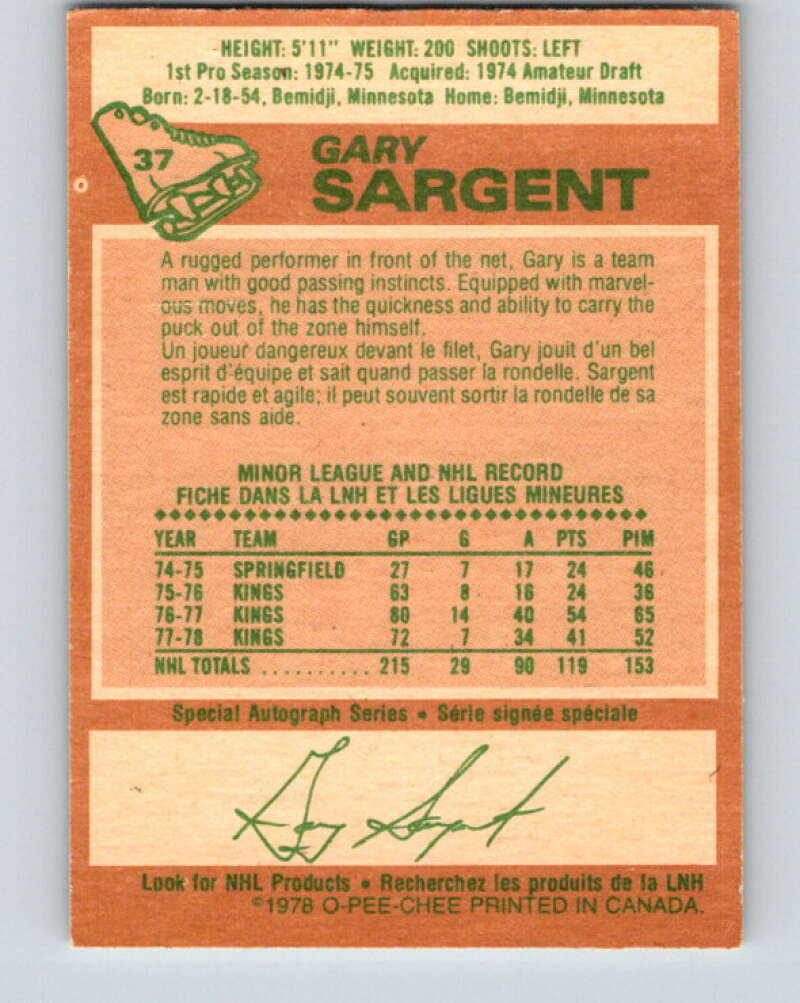 HEIGHT: 5'11" WEIGHT: 200 SHOOTS: LEFT
1st Pro Season: 1974-75 Acquired: 1974 Amateur Draft
Born: 2-18-54, Bemidji, Minnesota Home: Bemidji, Minnesota
37
GARY
SARGENT
A rugged performer in front of the net, Gary is a team
man with good passing instincts. Equipped with marvel-
ous moves, he has the quickness and ability to carry the
puck out of the zone himself.
Un joueur dangereux devant le filet, Gary jouit d'un bel
esprit d'équipe et sait quand passer la rondelle. Sargent
est rapide et agile; il peut souvent sortir la rondelle de sa
zone sans aide.
MINOR LEAGUE AND NHL RECORD
FICHE DANS LA LNH ET LES LIGUES MINEURES
YEAR TEAM GP G A PTS PIM
74-75 SPRINGFIELD 27 7 17 24 46
75-76 KINGS 63 8 16 24 36
76-77 KINGS 80 14 40 54 65
77-78 KINGS 72 7 34 41 52
NHL TOTALS .......... 215 29 90 119 153
Special Autograph Series • Série signée spéciale
Gary Sargent
Look for NHL Products • Recherchez les produits de la LNH
©1978 O-PEE-CHEE PRINTED IN CANADA.